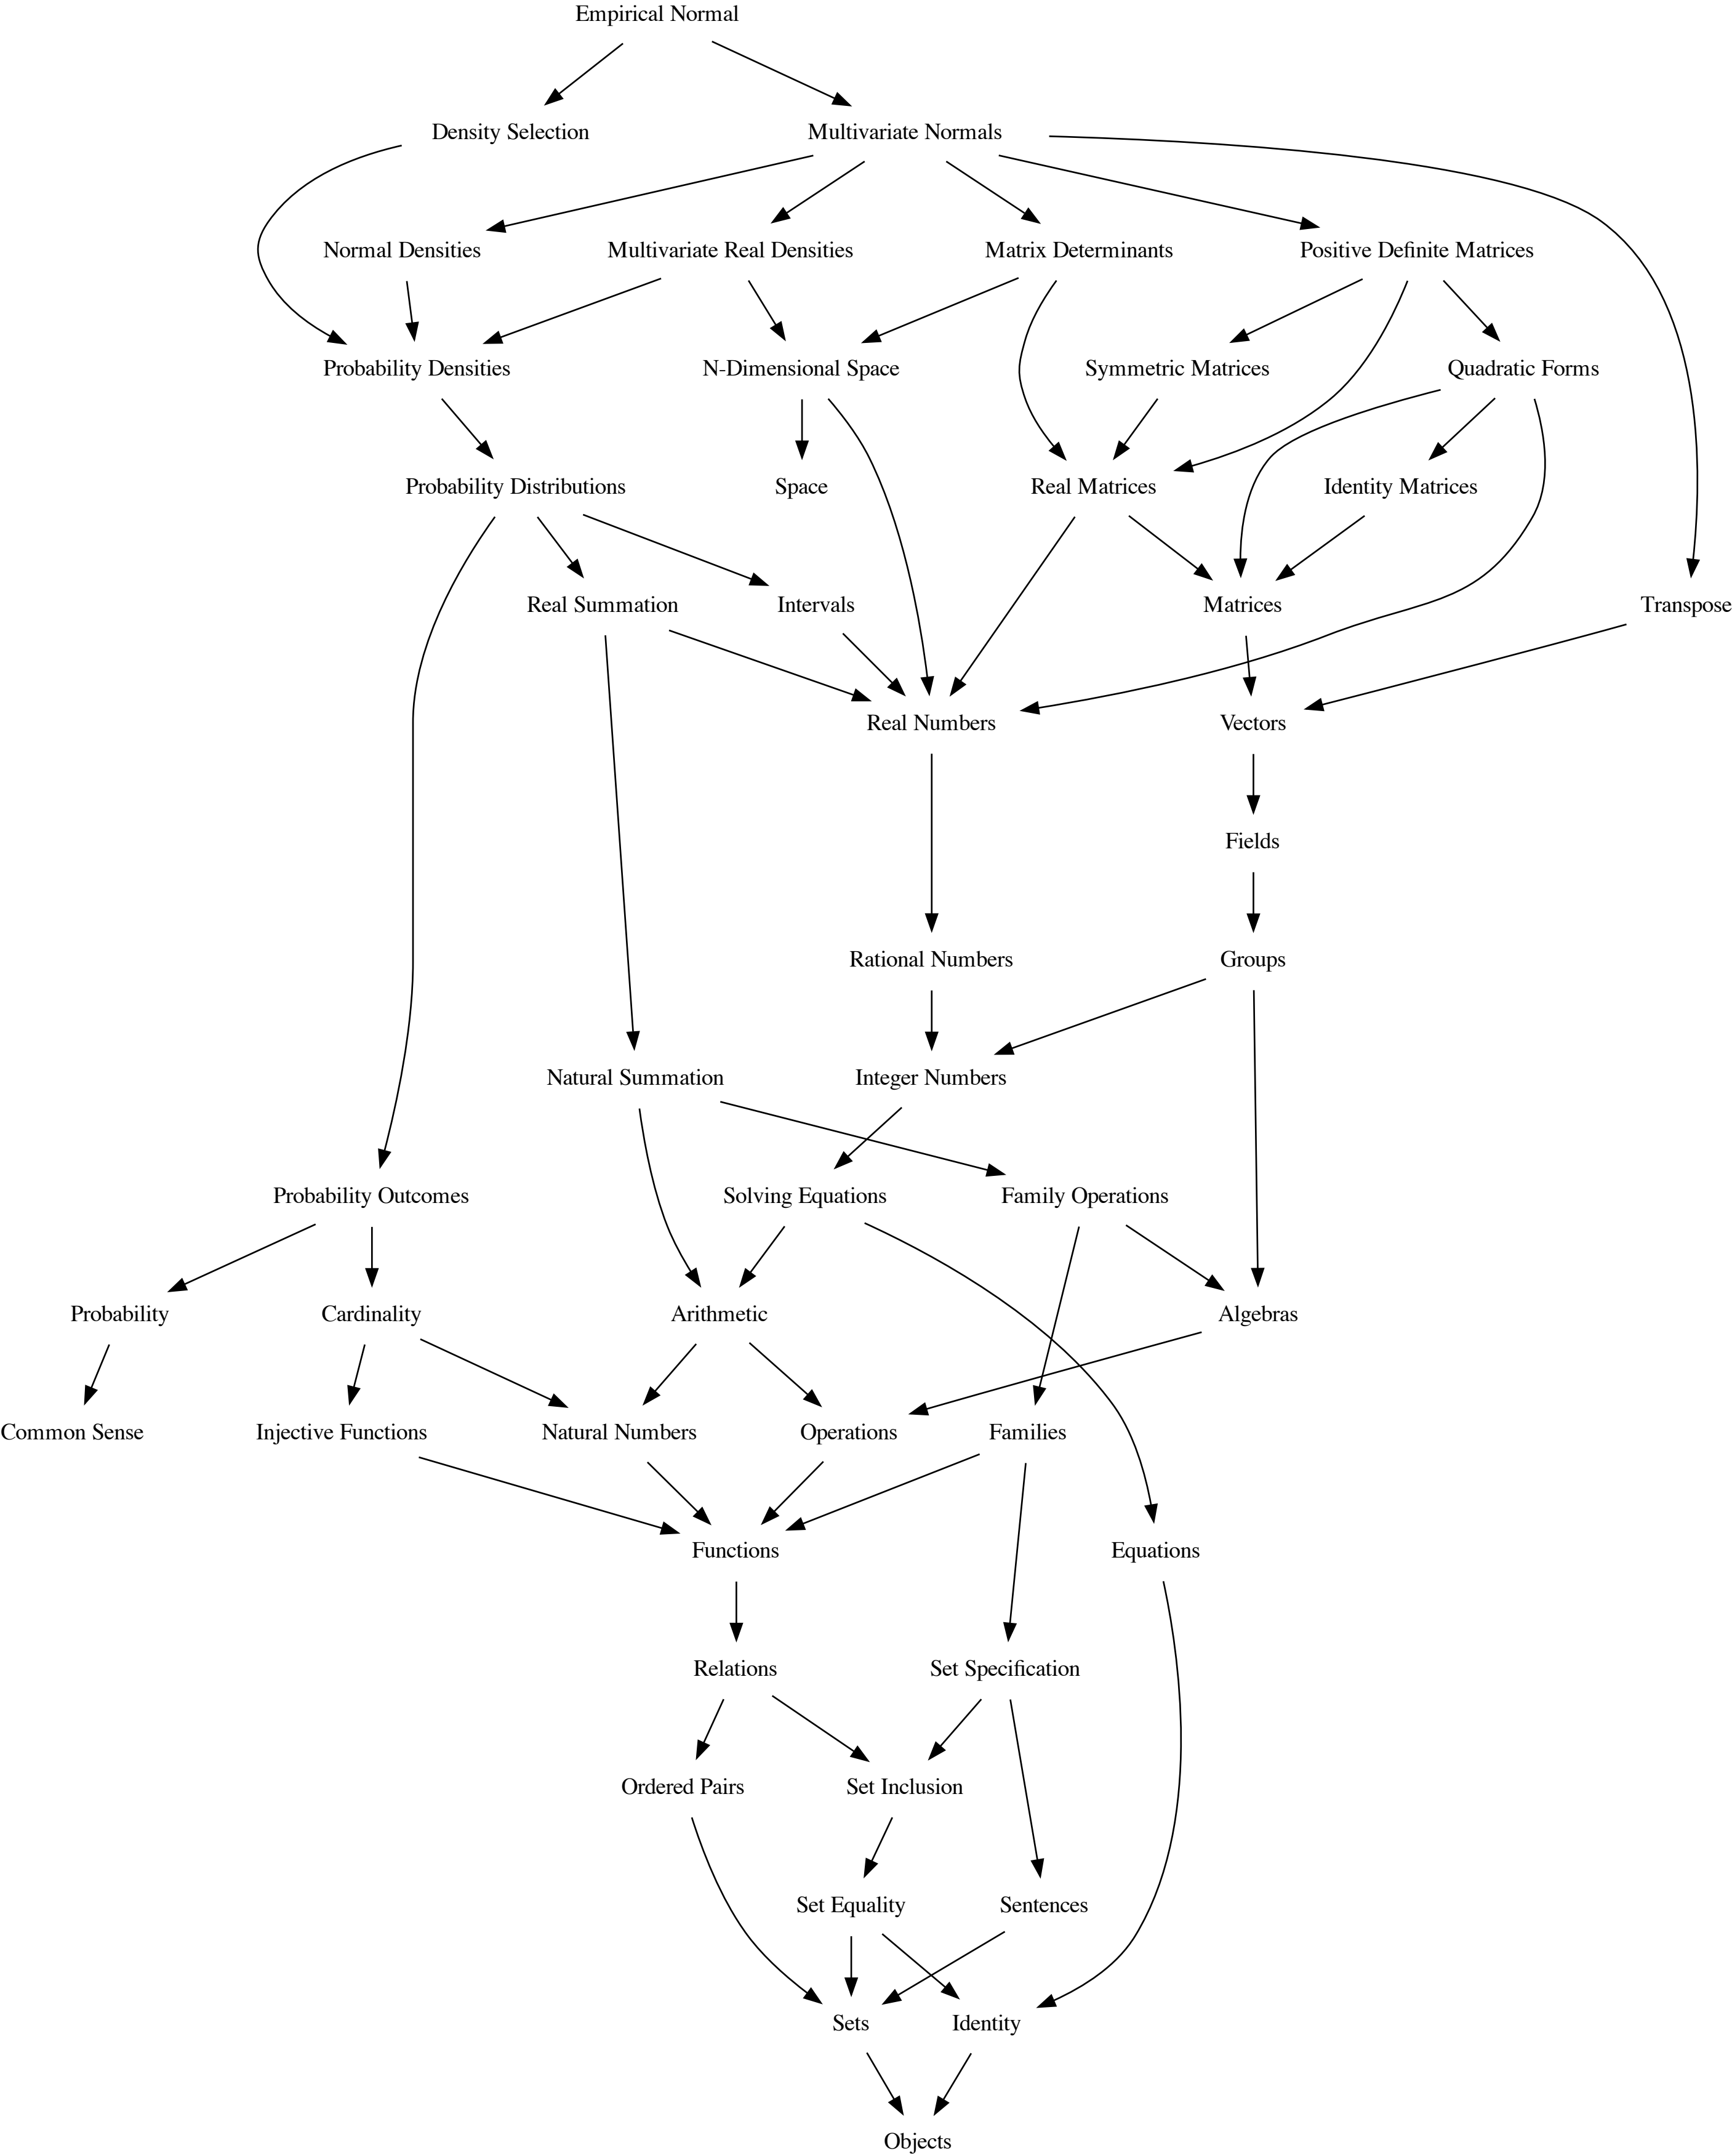 Empirical Normal
Density Selection
Multivariate Normals
Normal Densities
Multivariate Real Densities
Matrix Determinants
Positive Definite Matrices
Probability Densities
N-Dimensional Space
Symmetric Matrices
Quadratic Forms
Probability Distributions
Space
Real Matrices
Identity Matrices
Real Summation
Intervals
Matrices
Transpose
Real Numbers
Vectors
Fields
Rational Numbers
Groups
Natural Summation
Integer Numbers
Probability Outcomes
Solving Equations
Family Operations
Probability
Cardinality
Arithmetic
Algebras
Common Sense
Injective Functions
Natural Numbers
Operations
Families
Functions
Equations
Relations
Set Specification
Ordered Pairs
Set Inclusion
Set Equality
Sentences
Sets
Identity
Objects